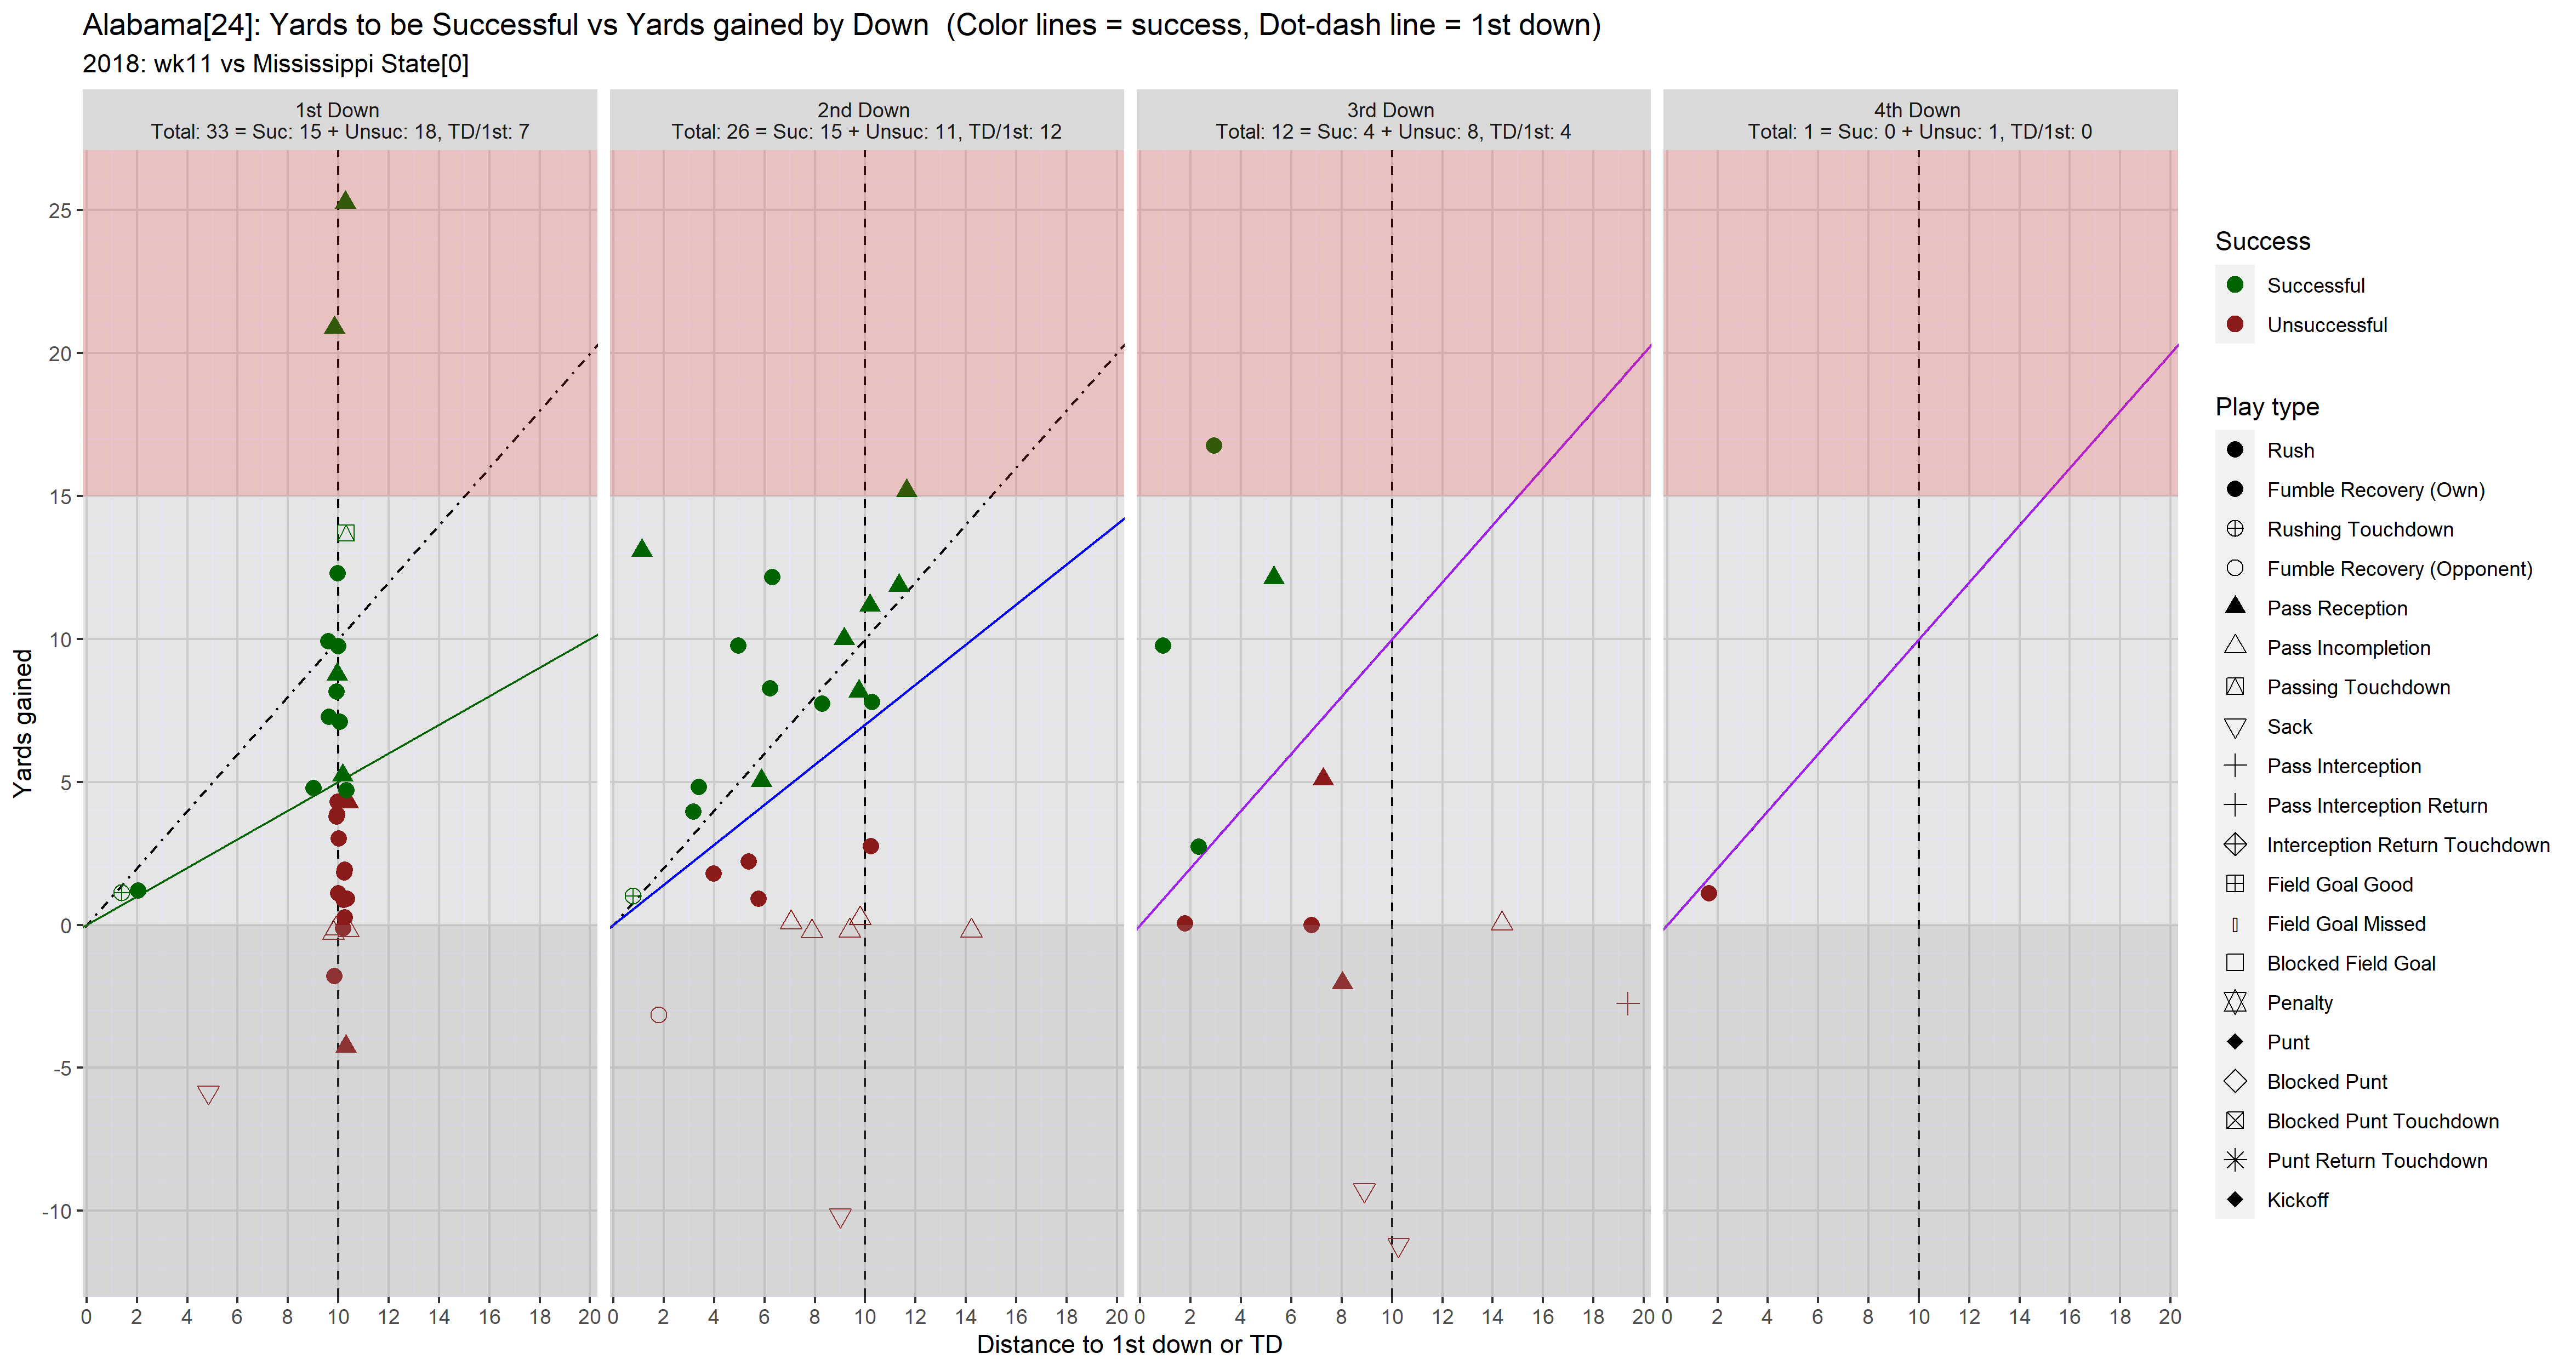 Alabama[24]: Yards to be Successful vs Yards gained by Down  (Color lines = success, Dot-dash line = 1st down)
2018: wk11 vs Mississippi State[0]
1st Down
Total: 33 = Suc: 15 + Unsuc: 18, TD/1st: 7
2nd Down
Total: 26 = Suc: 15 + Unsuc: 11, TD/1st: 12
3rd Down
Total: 12 = Suc: 4 + Unsuc: 8, TD/1st: 4
4th Down
Total: 1 = Suc: 0 + Unsuc: 1, TD/1st: 0
Yards gained
25
20
15
10
5
0
-5
-10
0 2 4 6 8 10 12 14 16 18 20
0 2 4 6 8 10 12 14 16 18 20
0 2 4 6 8 10 12 14 16 18 20
0 2 4 6 8 10 12 14 16 18 20
Distance to 1st down or TD
Success
Successful
Unsuccessful
Play type
Rush
Fumble Recovery (Own)
Rushing Touchdown
Fumble Recovery (Opponent)
Pass Reception
Pass Incompletion
Passing Touchdown
Sack
Pass Interception
Pass Interception Return
Interception Return Touchdown
Field Goal Good
Field Goal Missed
Blocked Field Goal
Penalty
Punt
Blocked Punt
Blocked Punt Touchdown
Punt Return Touchdown
Kickoff